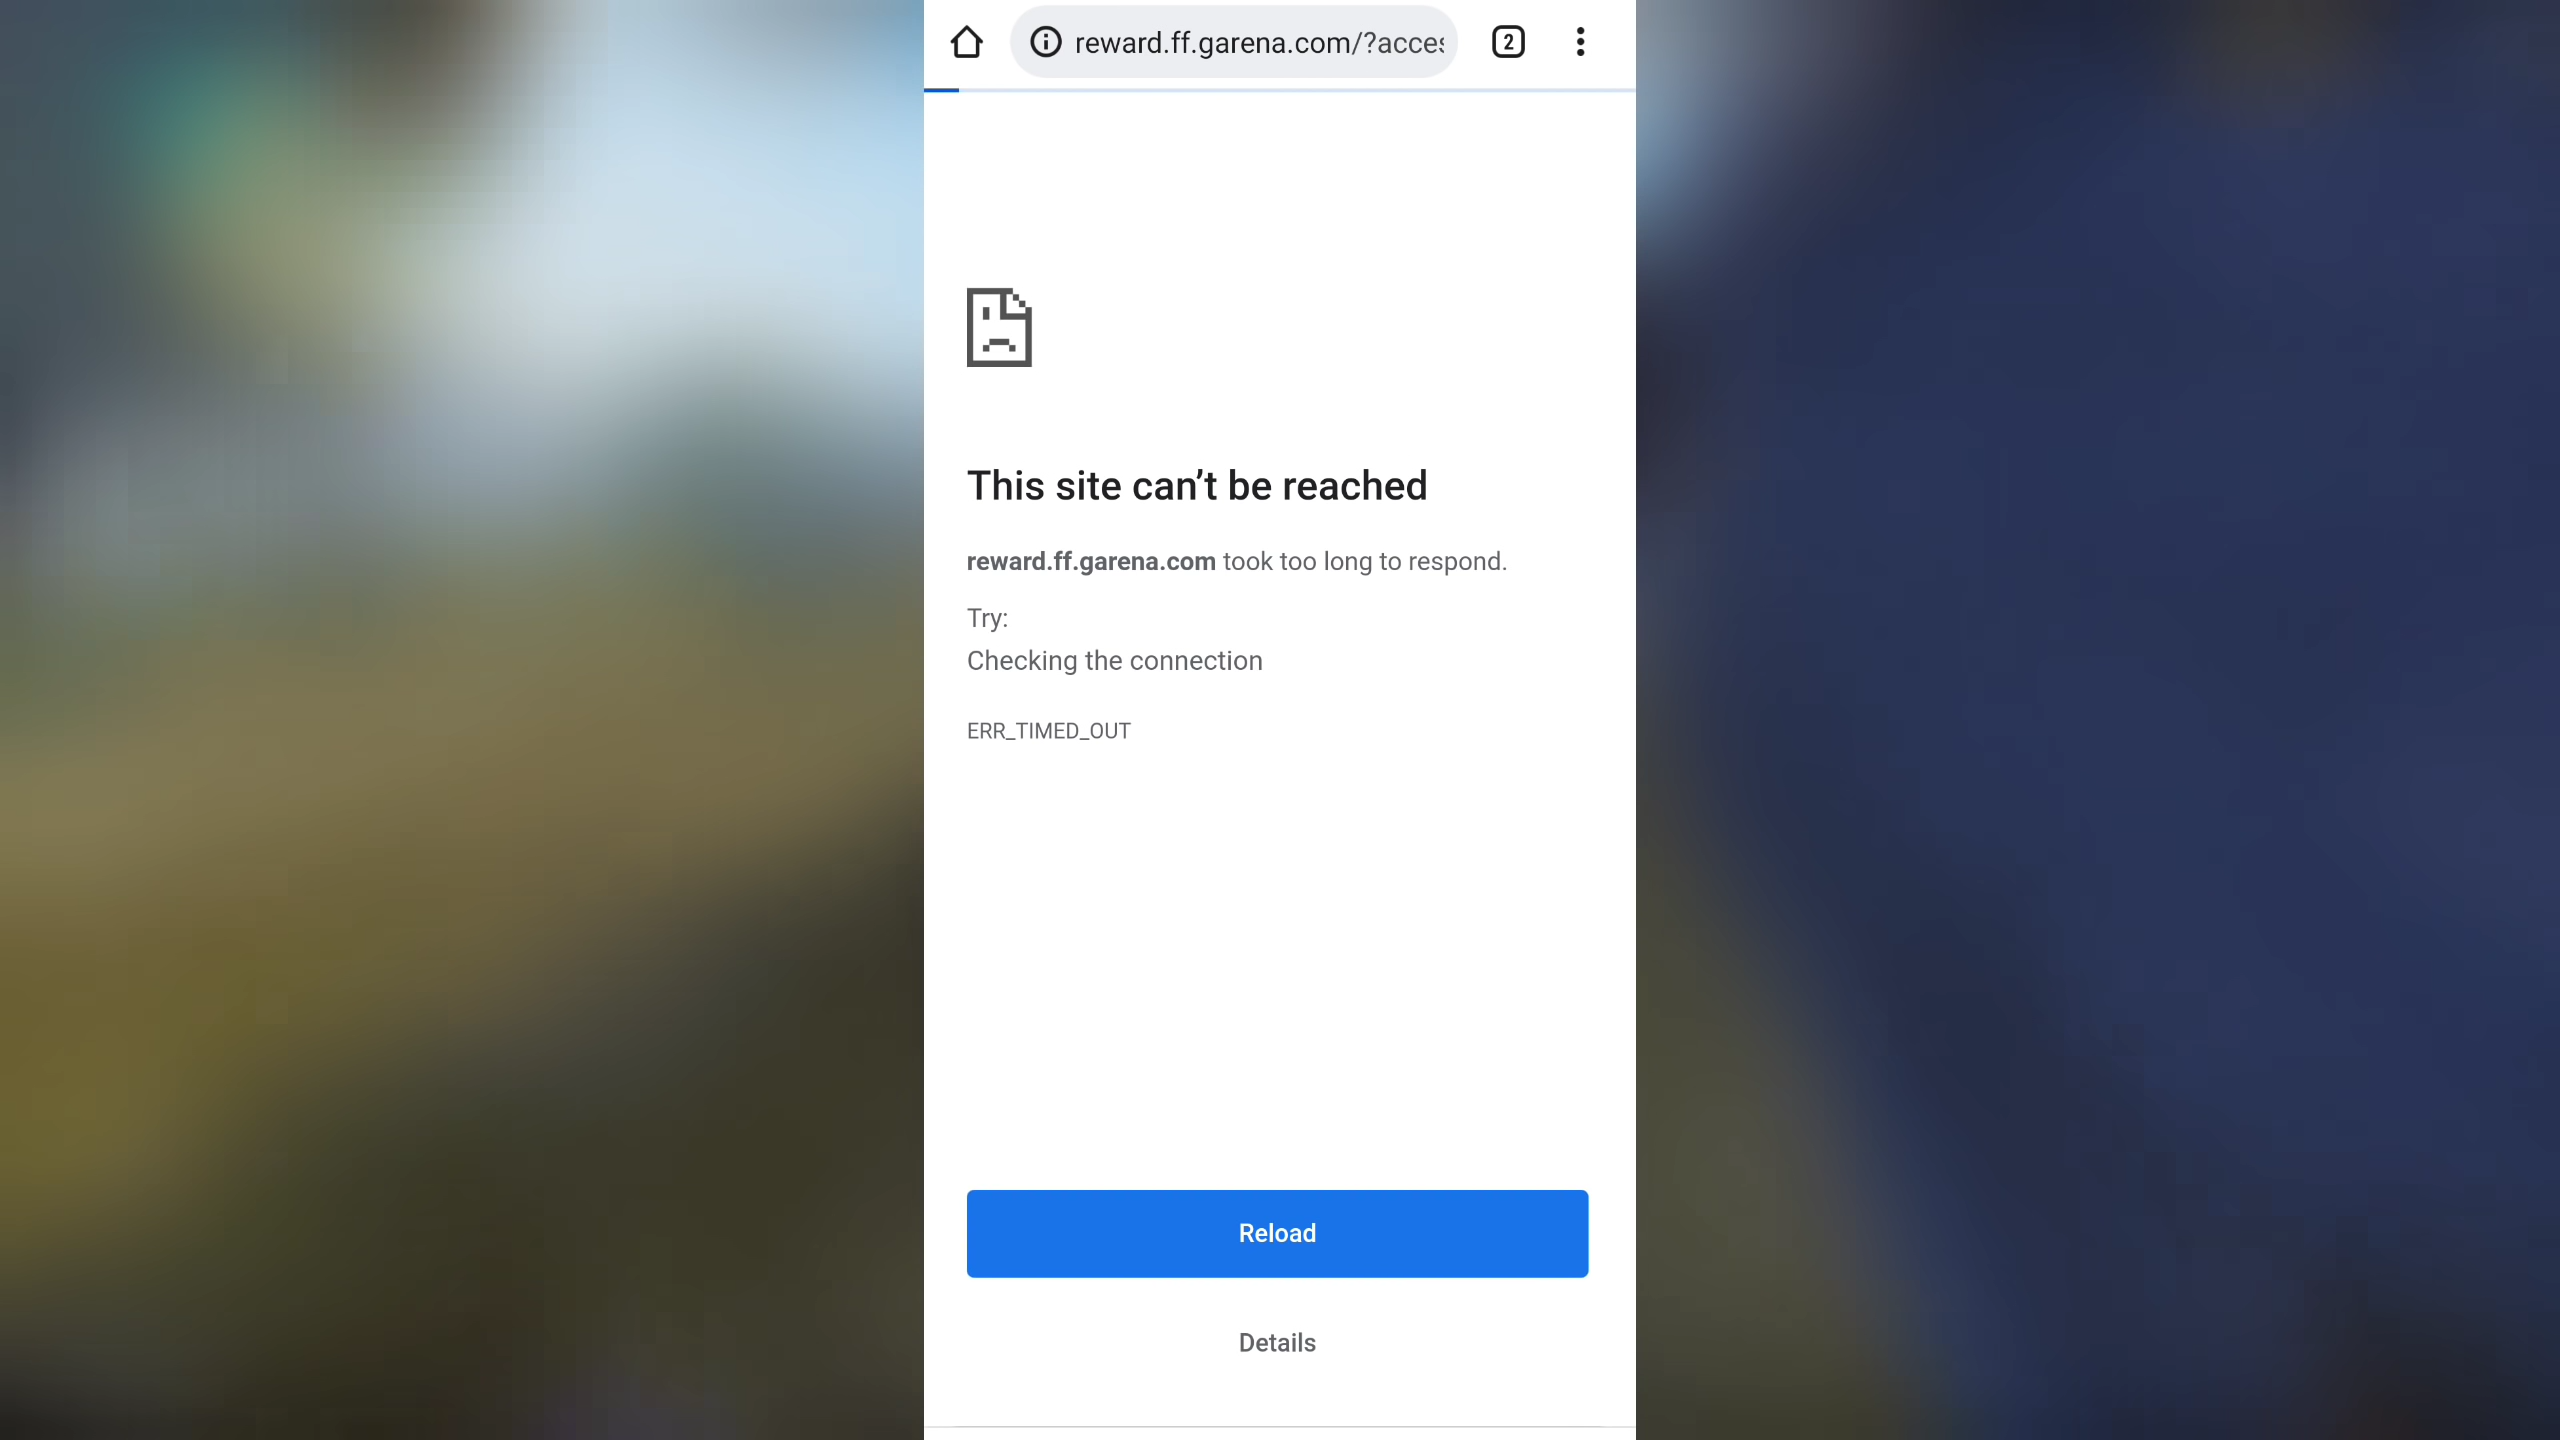 reward.ff.garena.com/?acces
2
This site can’t be reached
reward.ff.garena.com took too long to respond.
Try:
Checking the connection
ERR_TIMED_OUT
Reload
Details